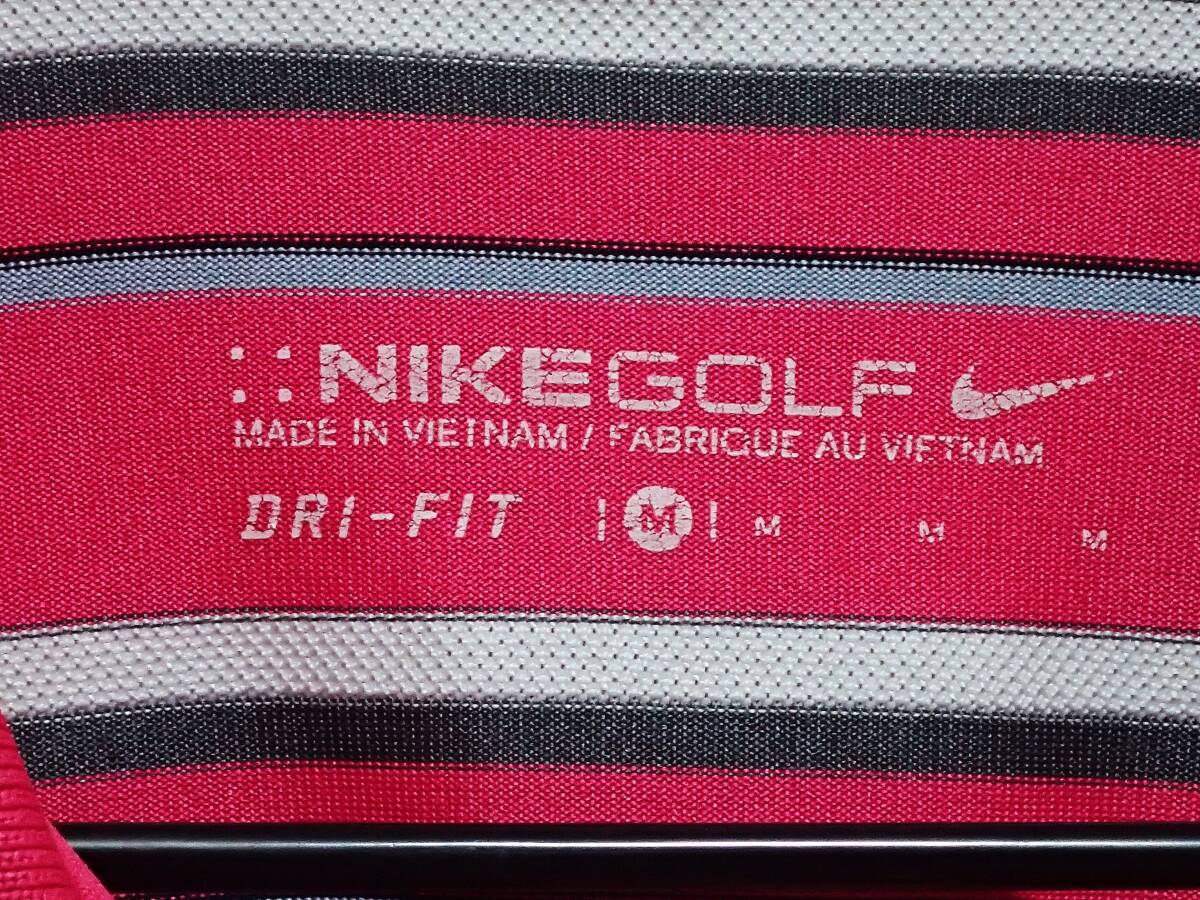 ::NIKEGOLF
MADE IN VIETNAM / FABRIQUE AU VIETNAM
DRI-FIT |M| M M M